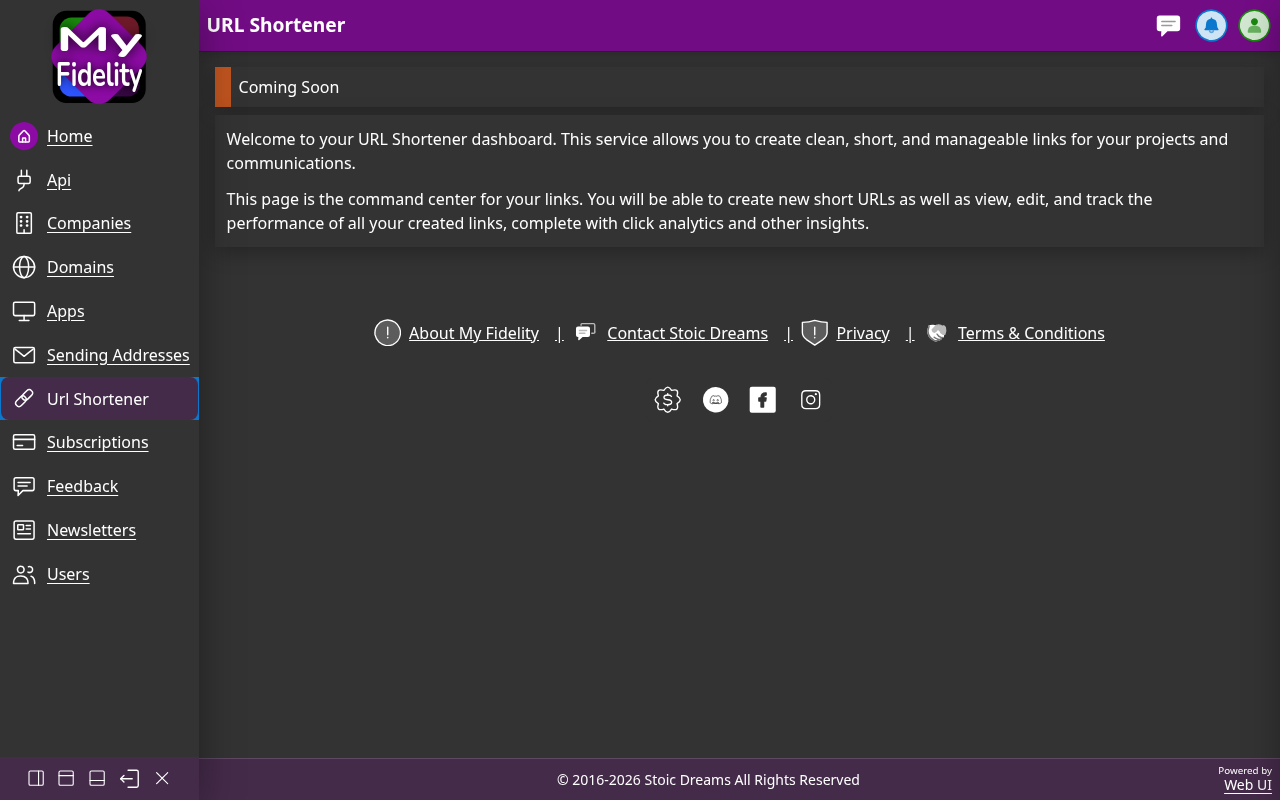 My
Fidelity
Home
Api
Companies
Domains
Apps
Sending Addresses
Url Shortener
Subscriptions
Feedback
Newsletters
Users
URL Shortener
Coming Soon
Welcome to your URL Shortener dashboard. This service allows you to create clean, short, and manageable links for your projects and
communications.
This page is the command center for your links. You will be able to create new short URLs as well as view, edit, and track the
performance of all your created links, complete with click analytics and other insights.
About My Fidelity | Contact Stoic Dreams | Privacy | Terms & Conditions
© 2016-2026 Stoic Dreams All Rights Reserved
Powered by
Web UI